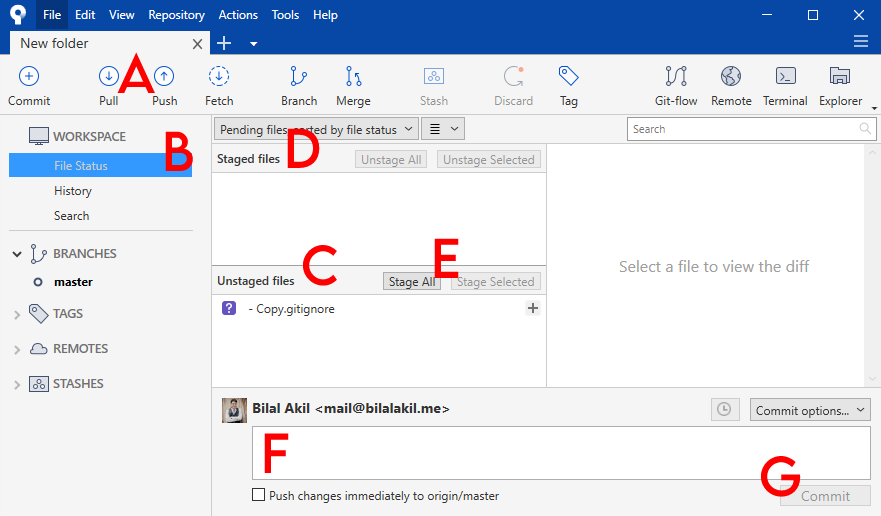 File Edit View Repository Actions Tools Help
New folder
A
Commit Pull Push Fetch Branch Merge Stash Discard Tag Git-flow Remote Terminal Explorer
WORKSPACE
B
File Status
History
Search
BRANCHES
master
TAGS
REMOTES
STASHES
Pending files, sorted by file status
Search
D
Staged files Unstage All Unstage Selected
C
E
Unstaged files Stage All Stage Selected
? - Copy.gitignore
Select a file to view the diff
Bilal Akil <mail@bilalakil.me> Commit options...
F
G
Push changes immediately to origin/master Commit